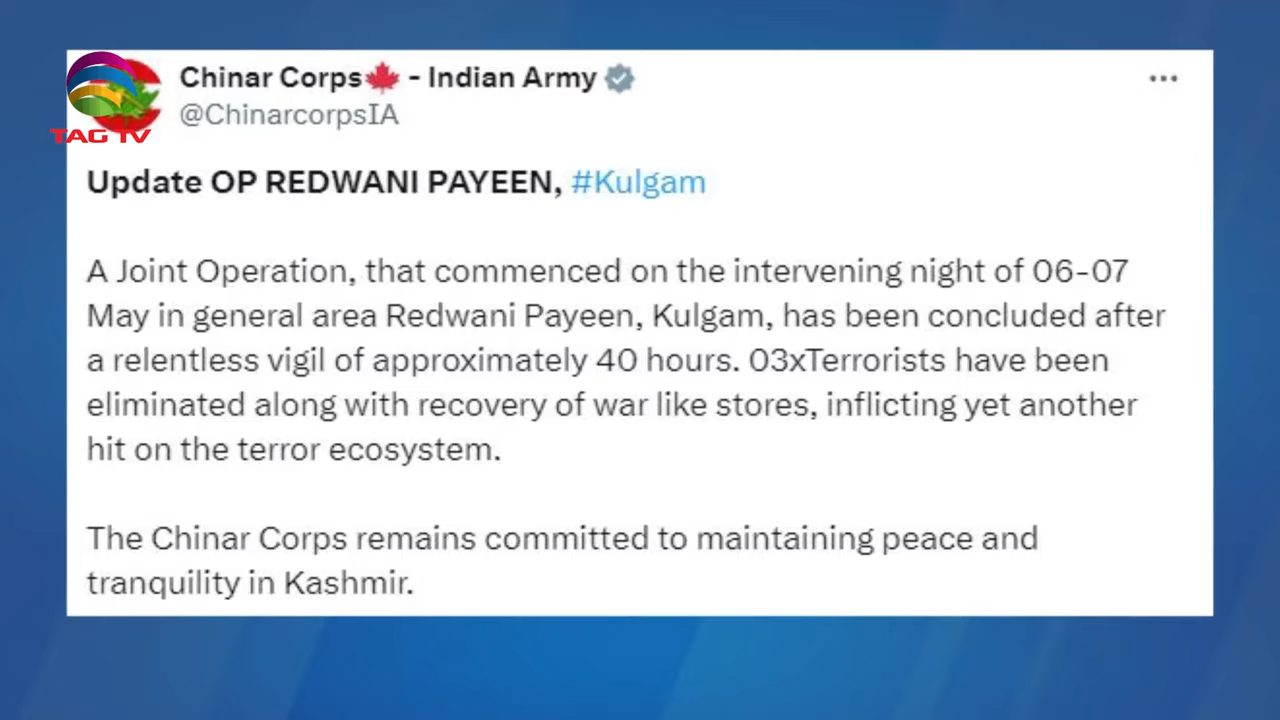 TAG TV
Chinar Corps🍁 - Indian Army
@ChinarcorpsIA
Update OP REDWANI PAYEEN, #Kulgam
A Joint Operation, that commenced on the intervening night of 06-07
May in general area Redwani Payeen, Kulgam, has been concluded after
a relentless vigil of approximately 40 hours. 03xTerrorists have been
eliminated along with recovery of war like stores, inflicting yet another
hit on the terror ecosystem.
The Chinar Corps remains committed to maintaining peace and
tranquility in Kashmir.